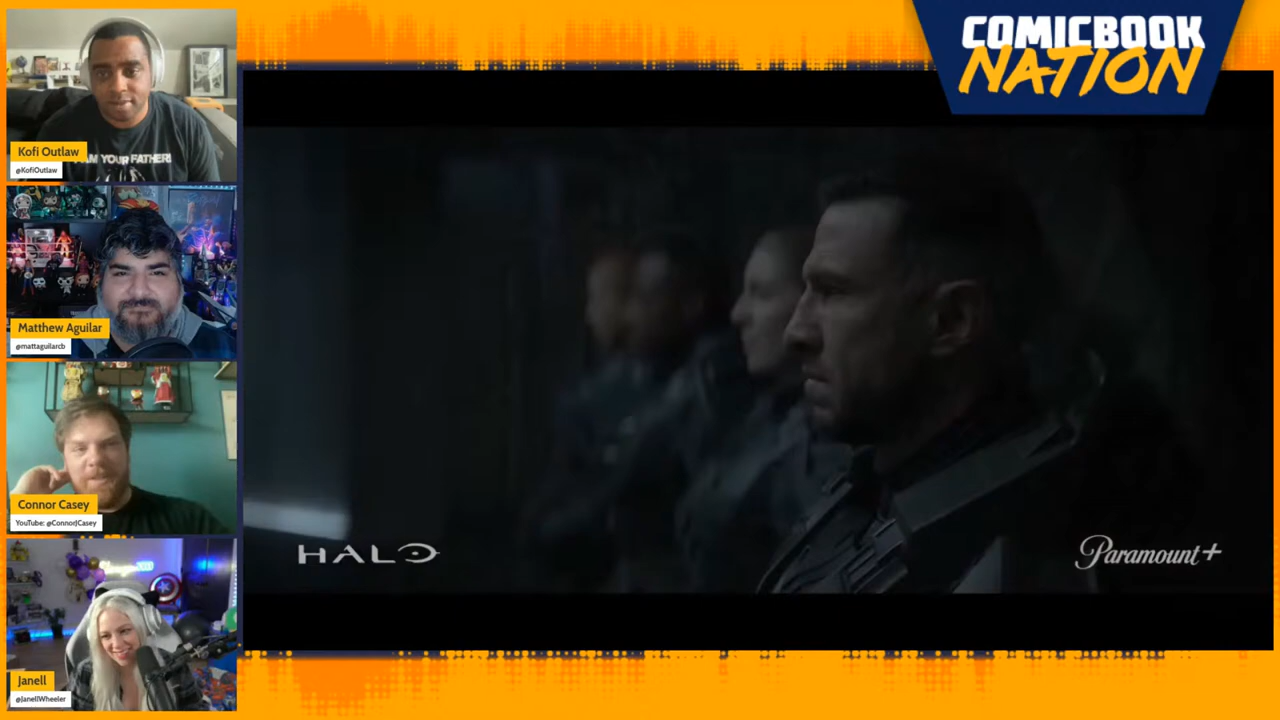 COMICBOOK
NATION
AM YOUR FATHER!
Kofi Outlaw
@KofiOutlaw
Matthew Aguilar
@mattaguilarcb
Connor Casey
YouTube: @ConnorJCasey
HALO
Paramount+
Janell
@JanellWheeler